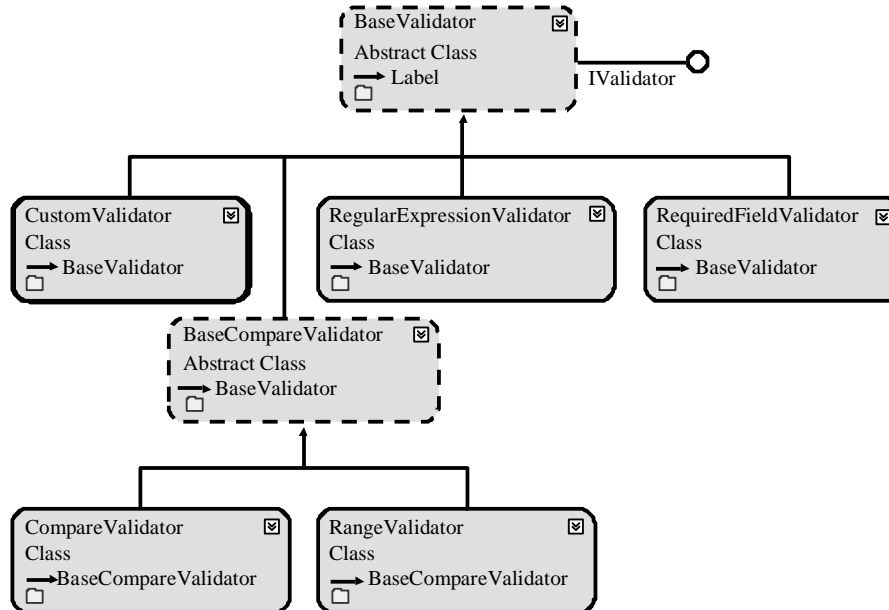 BaseValidator
Abstract Class
Label
IValidator
CustomValidator
Class
BaseValidator
RegularExpressionValidator
Class
BaseValidator
RequiredFieldValidator
Class
BaseValidator
BaseCompareValidator
Abstract Class
BaseValidator
CompareValidator
Class
BaseCompareValidator
RangeValidator
Class
BaseCompareValidator